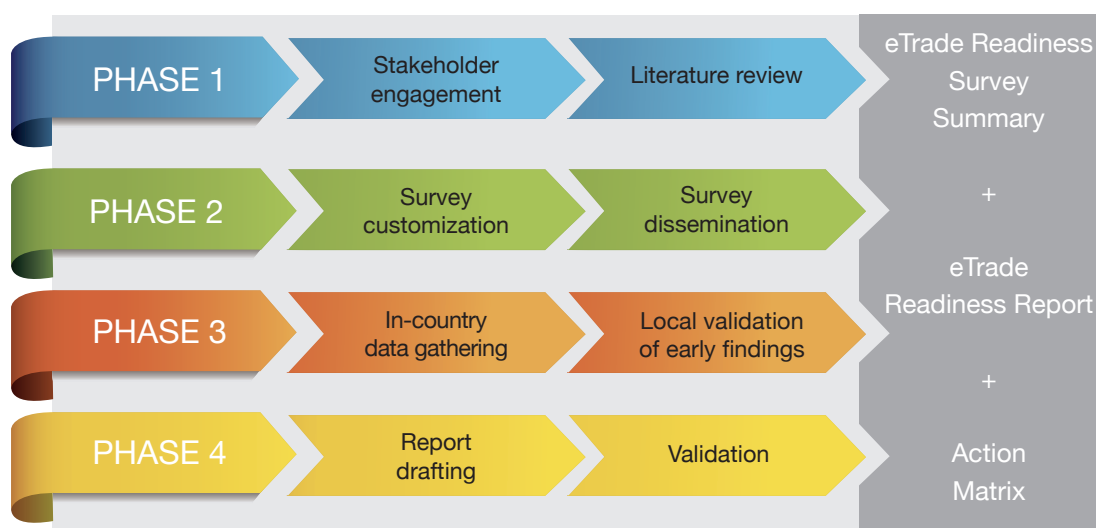 PHASE 1
Stakeholder
engagement
Literature review
PHASE 2
Survey
customization
Survey
dissemination
PHASE 3
In-country
data gathering
Local validation
of early findings
PHASE 4
Report
drafting
Validation
eTrade Readiness
Survey
Summary
+
eTrade
Readiness Report
+
Action
Matrix